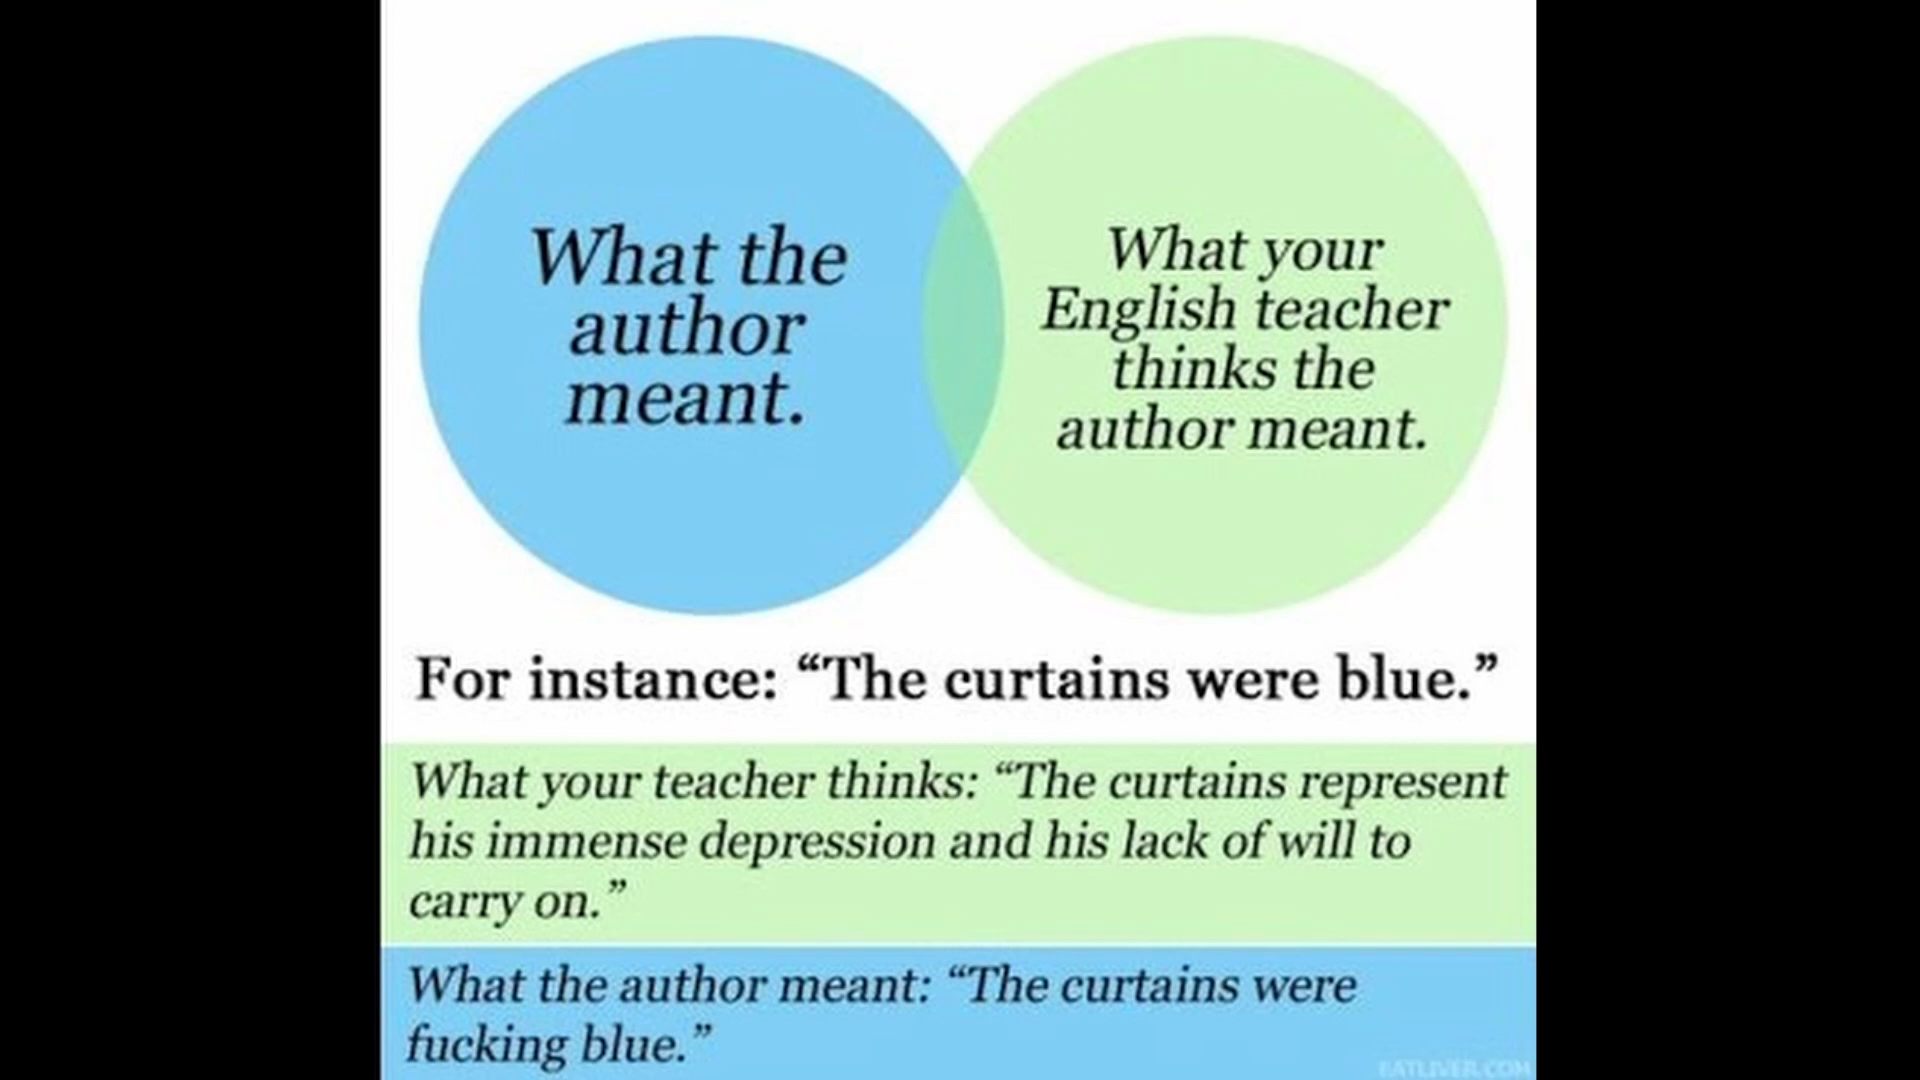 What the
author
meant.
What your
English teacher
thinks the
author meant.
For instance: “The curtains were blue.”
What your teacher thinks: “The curtains represent
his immense depression and his lack of will to
carry on.”
What the author meant: “The curtains were
fucking blue.”
EATLIVER.COM